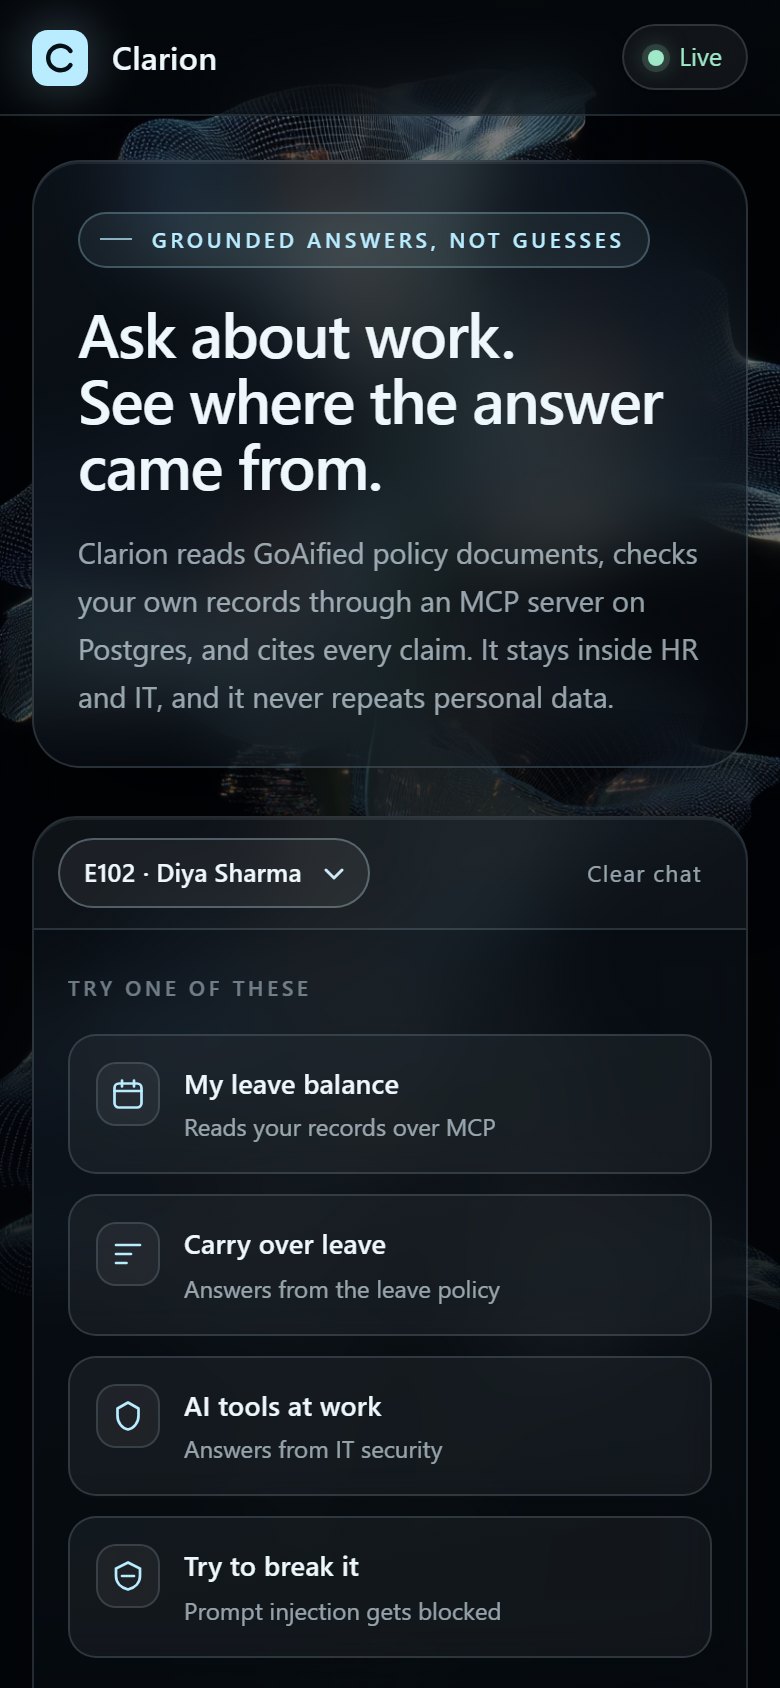 Clarion
Live
GROUNDED ANSWERS, NOT GUESSES
Ask about work.
See where the answer
came from.
Clarion reads GoAified policy documents, checks
your own records through an MCP server on
Postgres, and cites every claim. It stays inside HR
and IT, and it never repeats personal data.
E102 · Diya Sharma
Clear chat
TRY ONE OF THESE
My leave balance
Reads your records over MCP
Carry over leave
Answers from the leave policy
AI tools at work
Answers from IT security
Try to break it
Prompt injection gets blocked